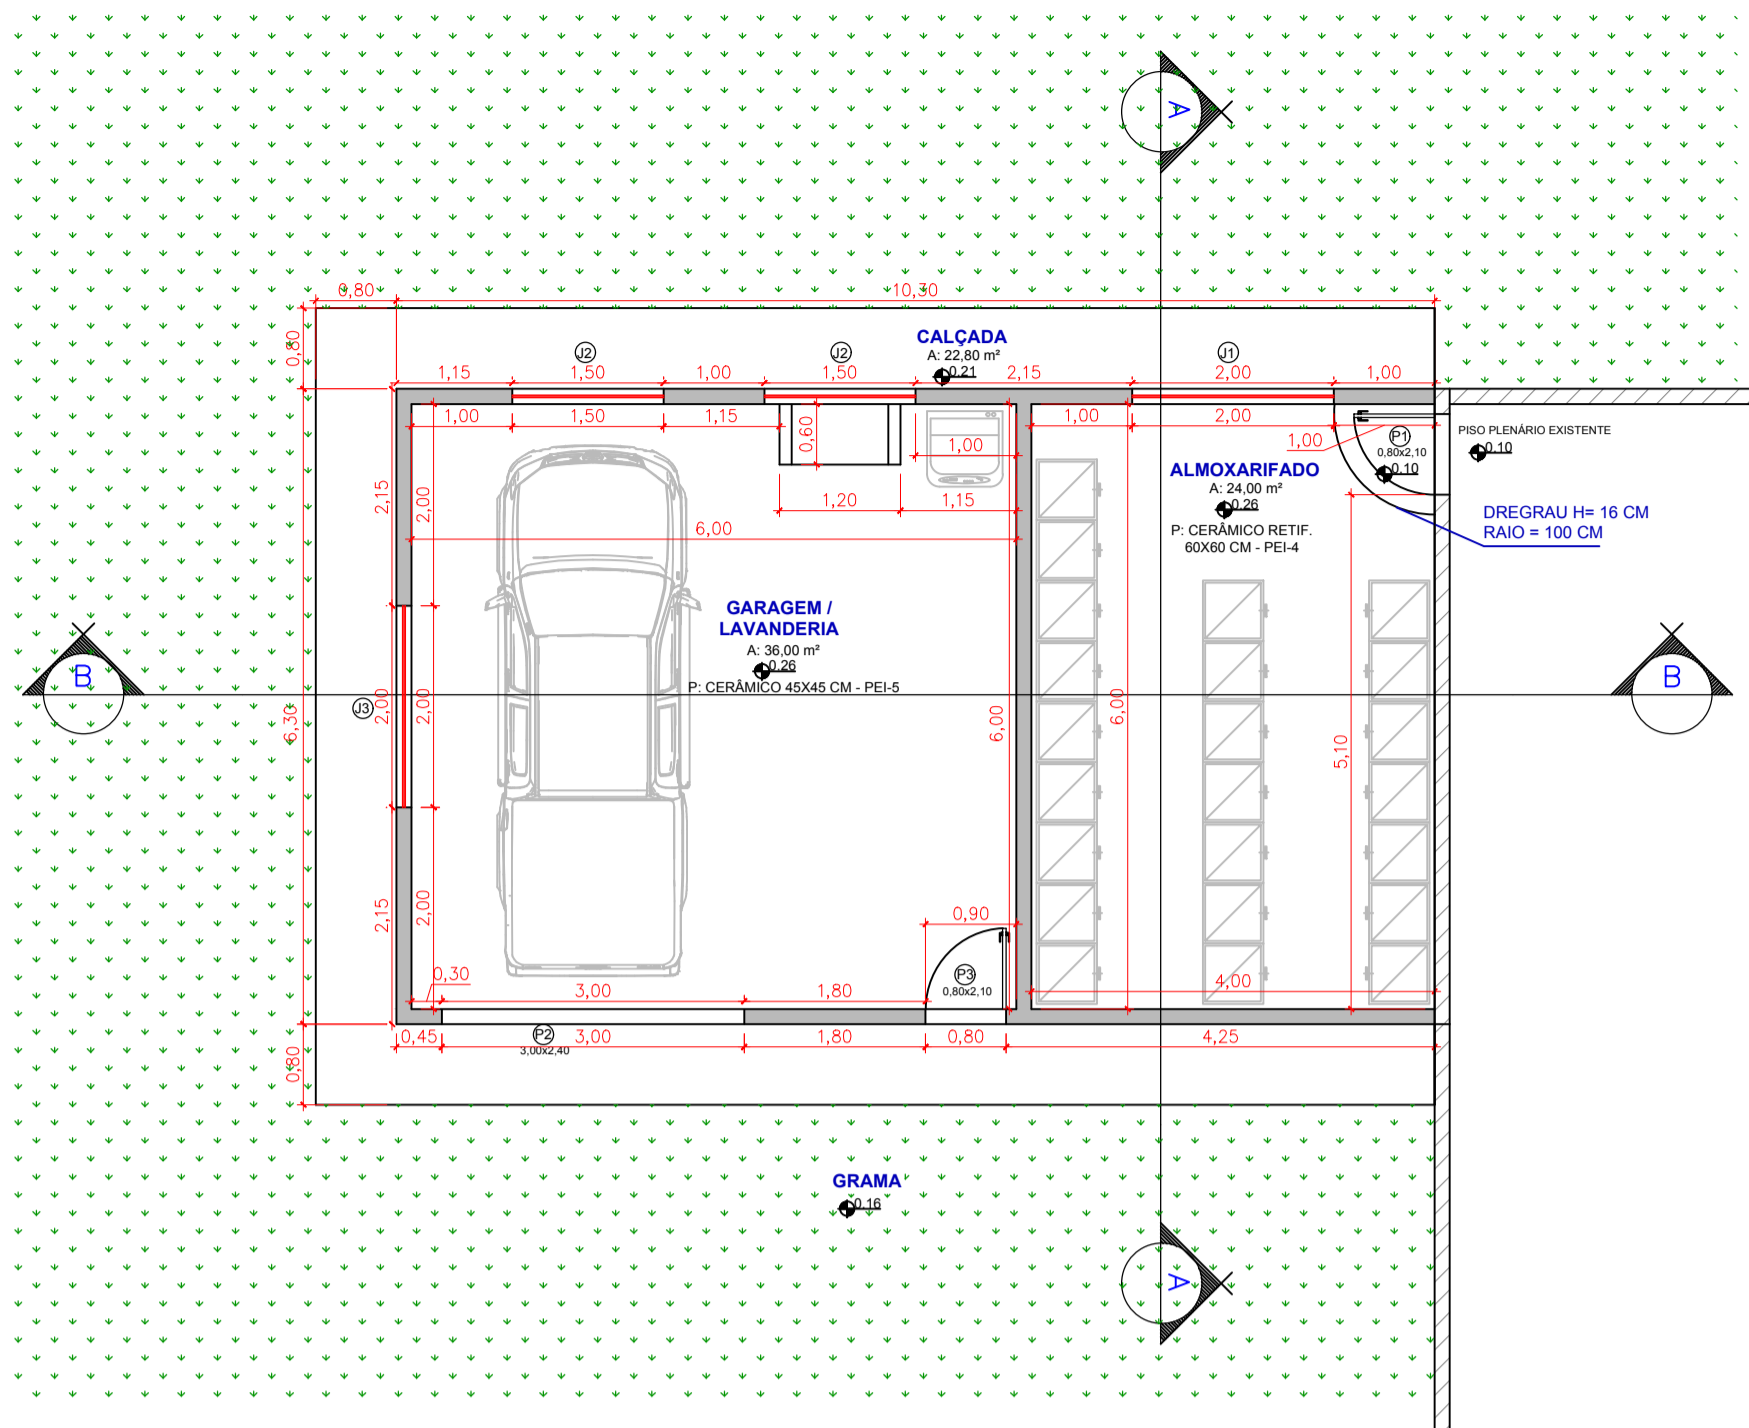 A
0,80
10,30
0,80
CALÇADA
A: 22,80 m²
0.21
J2
J2
J1
1,15
1,50
1,00
1,50
2,15
2,00
1,00
1,00
1,50
1,15
0,60
1,00
1,00
2,00
1,00
P1
0,80x2,10
0.10
PISO PLENÁRIO EXISTENTE
0.10
ALMOXARIFADO
A: 24,00 m²
0.26
P: CERÂMICO RETIF.
60X60 CM - PEI-4
DREGRAU H= 16 CM
RAIO = 100 CM
2,15
2,00
1,20
1,15
6,00
GARAGEM /
LAVANDERIA
A: 36,00 m²
0.26
P: CERÂMICO 45X45 CM - PEI-5
B
B
J3
6,30
2,00
2,00
6,00
6,00
5,10
2,15
2,00
0,90
0,30
3,00
1,80
P3
0,80x2,10
4,00
0,80
0,45
P2
3,00x2,40
3,00
1,80
0,80
4,25
GRAMA
0.16
A